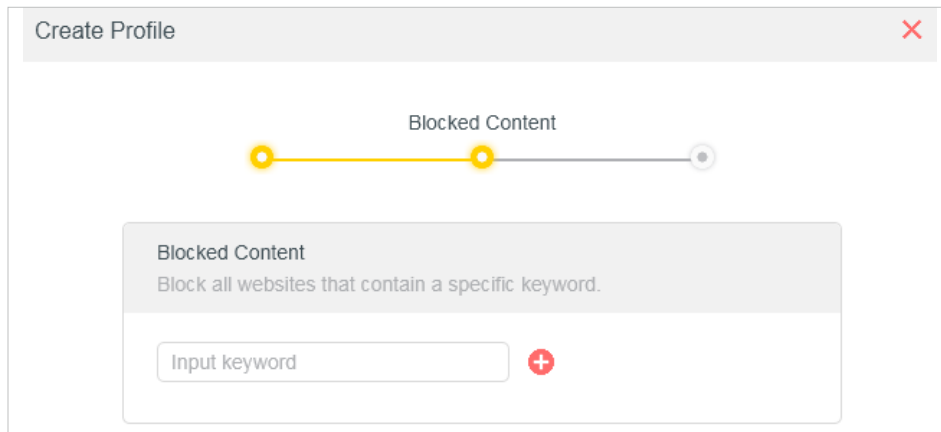 Create Profile
Blocked Content
Blocked Content
Block all websites that contain a specific keyword.
Input keyword